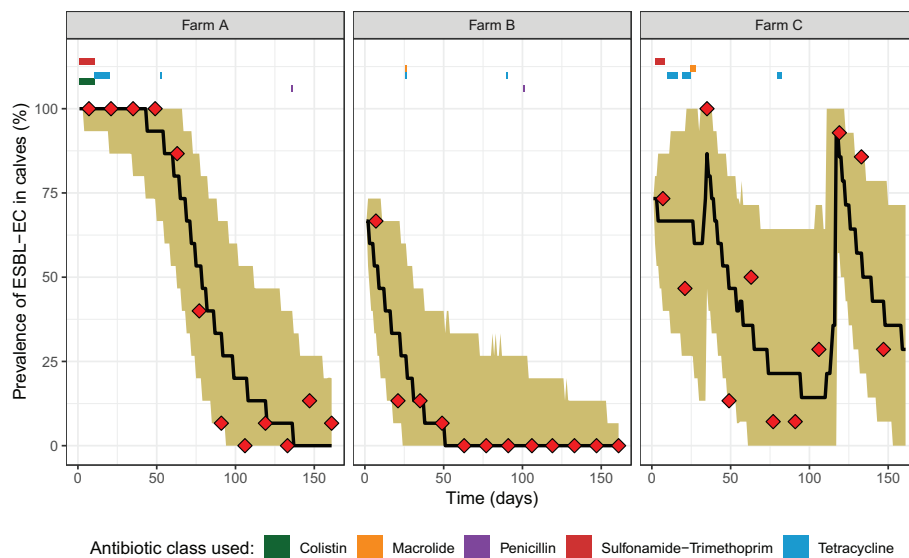 Farm A
Farm B
Farm C
Prevalence of ESBL−EC in calves (%)
100
75
50
25
0
0 50 100 150
0 50 100 150
0 50 100 150
Time (days)
Antibiotic class used: Colistin Macrolide Penicillin Sulfonamide−Trimethoprim Tetracycline